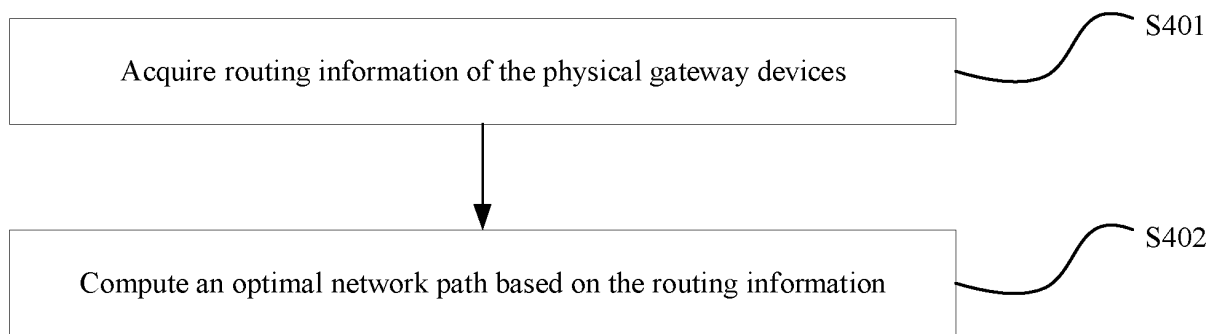 S401
Acquire routing information of the physical gateway devices
S402
Compute an optimal network path based on the routing information